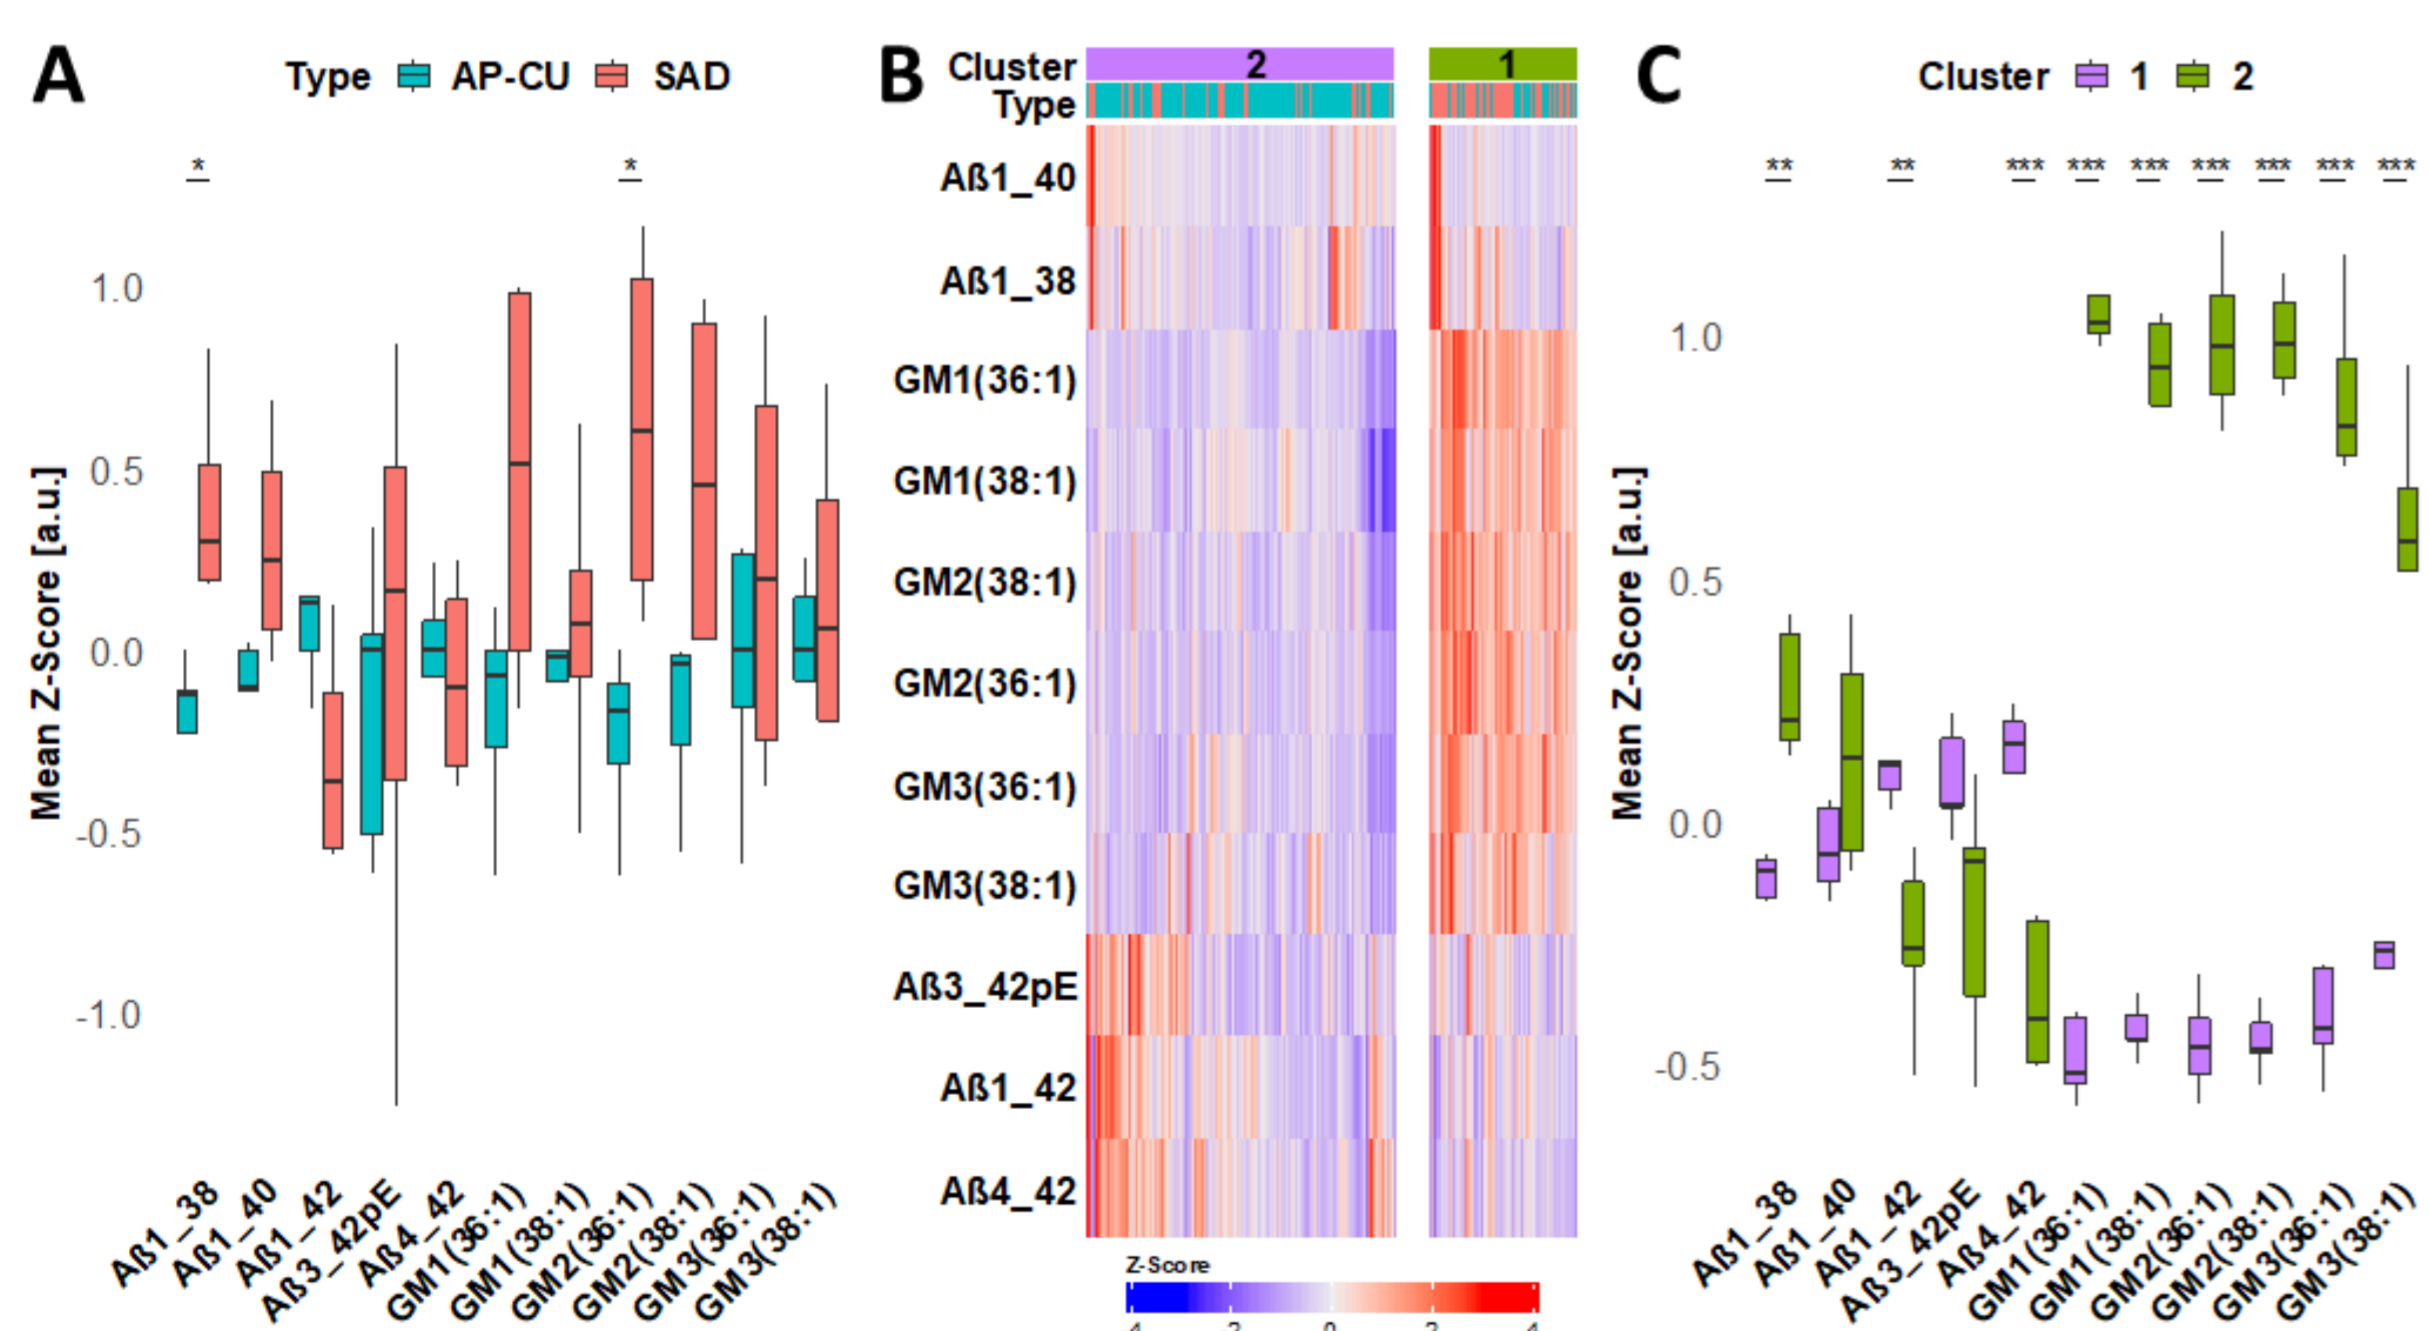 A
Type AP-CU SAD
*
*
1.0
0.5
0.0
-0.5
-1.0
Mean Z-Score [a.u.]
Aß1_38
Aß1_40
Aß1_42
Aß3_42pE
Aß4_42
GM1(36:1)
GM1(38:1)
GM2(36:1)
GM2(38:1)
GM3(36:1)
GM3(38:1)
B
Cluster 2 1
Type
Aß1_40
Aß1_38
GM1(36:1)
GM1(38:1)
GM2(38:1)
GM2(36:1)
GM3(36:1)
GM3(38:1)
Aß3_42pE
Aß1_42
Aß4_42
Z-Score
C
Cluster 1 2
** ** *** *** *** *** *** *** ***
1.0
0.5
0.0
-0.5
Mean Z-Score [a.u.]
Aß1_38
Aß1_40
Aß1_42
Aß3_42pE
Aß4_42
GM1(36:1)
GM1(38:1)
GM2(36:1)
GM2(38:1)
GM3(36:1)
GM3(38:1)